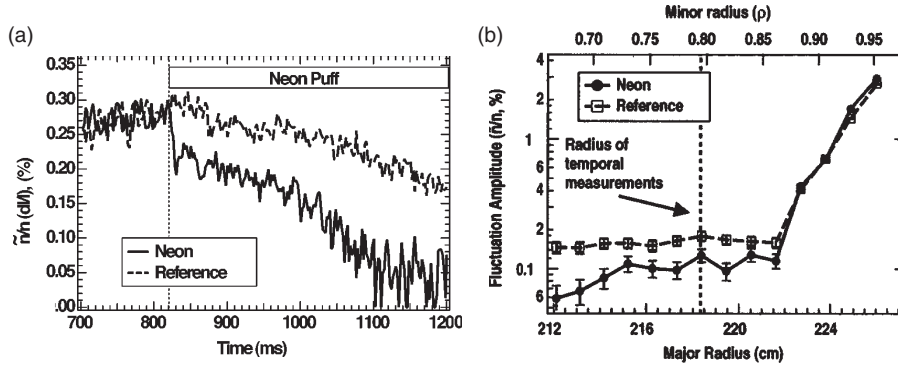 (a)
0.35
0.30
0.25
0.20
0.15
0.10
0.05
.00
700
800
900
1000
1100
1200
ñ/n (dI/I), (%)
Time (ms)
Neon Puff
Neon
Reference
(b)
Minor radius (ρ)
0.70
0.75
0.80
0.85
0.90
0.95
4
2
1
6
4
2
0.1
6
212
216
220
224
Fluctuation Amplitude (ñ/n, %)
Major Radius (cm)
Neon
Reference
Radius of
temporal
measurements